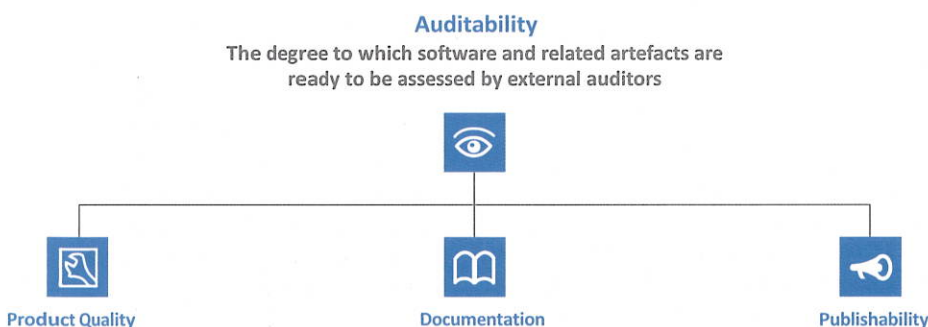 Auditability
The degree to which software and related artefacts are
ready to be assessed by external auditors
Product Quality
Documentation
Publishability